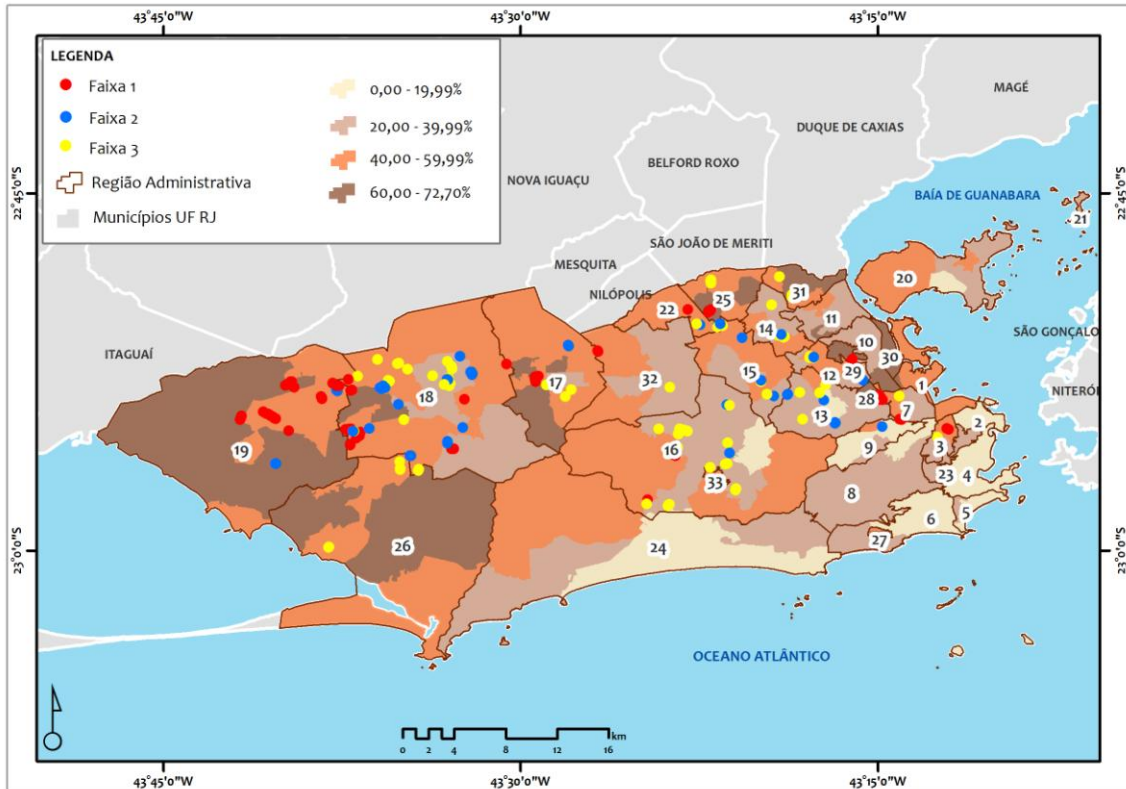 43°45'0"W
43°30'0"W
43°15'0"W
LEGENDA
Faixa 1
Faixa 2
Faixa 3
Região Administrativa
Municípios UF RJ
0,00 - 19,99%
20,00 - 39,99%
40,00 - 59,99%
60,00 - 72,70%
MAGÉ
DUQUE DE CAXIAS
BELFORD ROXO
NOVA IGUAÇU
22°45'0"S
22°45'0"S
BAÍA DE GUANABARA
21
SÃO JOÃO DE MERITI
MESQUITA
NILÓPOLIS
20
25
31
22
11
14
SÃO GONÇALO
ITAGUAÍ
10
30
29
15
12
32
17
1
NITERÓI
18
28
7
13
2
19
16
9
3
33
23
4
8
5
6
27
24
26
23°0'0"S
23°0'0"S
OCEANO ATLÂNTICO
km
0 2 4 8 12 16
43°45'0"W
43°30'0"W
43°15'0"W